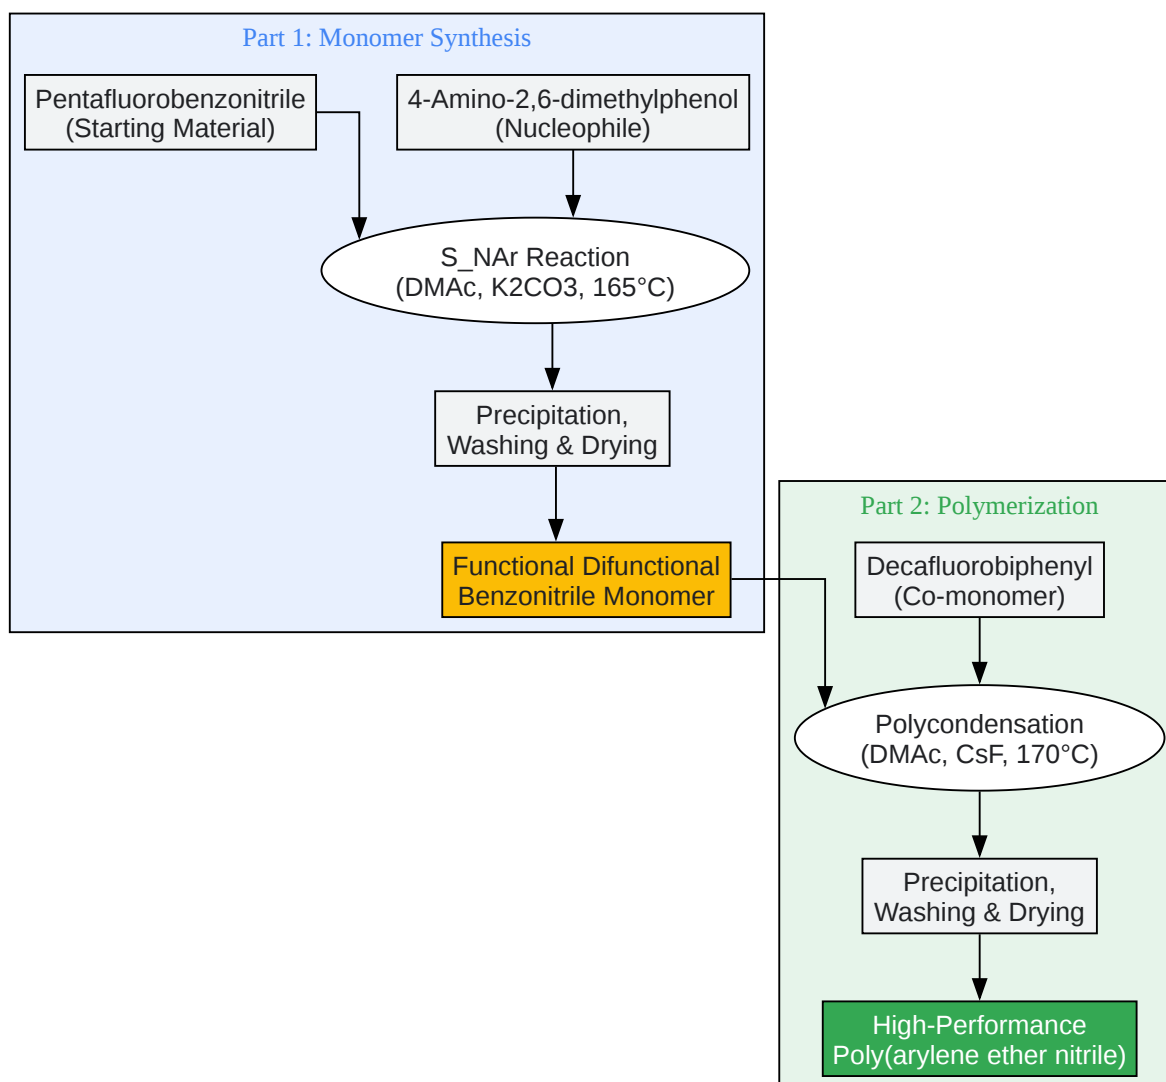 Part 1: Monomer Synthesis
Pentafluorobenzonitrile
(Starting Material)
4-Amino-2,6-dimethylphenol
(Nucleophile)
S_NAr Reaction
(DMAc, K2CO3, 165°C)
Precipitation,
Washing & Drying
Functional Difunctional
Benzonitrile Monomer
Part 2: Polymerization
Decafluorobiphenyl
(Co-monomer)
Polycondensation
(DMAc, CsF, 170°C)
Precipitation,
Washing & Drying
High-Performance
Poly(arylene ether nitrile)